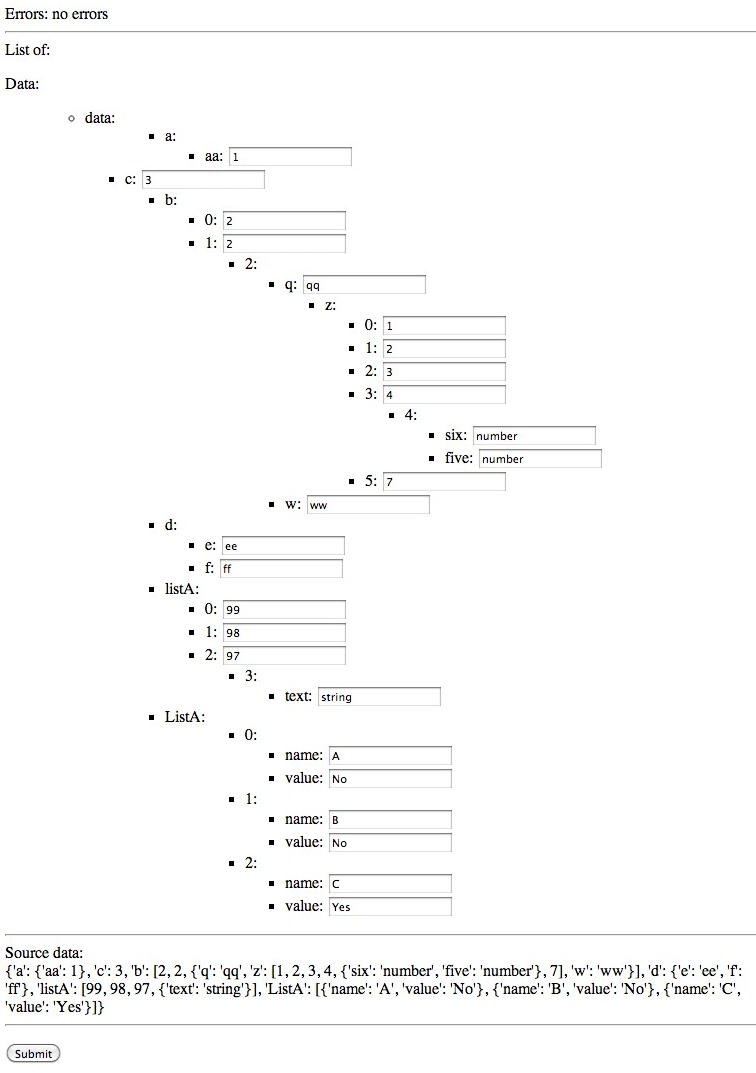 Errors: no errors
List of:
Data:
data:
a:
aa: 1
c: 3
b:
0: 2
1: 2
2:
q: qq
z:
0: 1
1: 2
2: 3
3: 4
4:
six: number
five: number
5: 7
w: ww
d:
e: ee
f: ff
listA:
0: 99
1: 98
2: 97
3:
text: string
ListA:
0:
name: A
value: No
1:
name: B
value: No
2:
name: C
value: Yes
Source data:
{'a': {'aa': 1}, 'c': 3, 'b': [2, 2, {'q': 'qq', 'z': [1, 2, 3, 4, {'six': 'number', 'five': 'number'}, 7], 'w': 'ww'}], 'd': {'e': 'ee', 'f':
'ff'}, 'listA': [99, 98, 97, {'text': 'string'}], 'ListA': [{'name': 'A', 'value': 'No'}, {'name': 'B', 'value': 'No'}, {'name': 'C',
'value': 'Yes'}]}
Submit